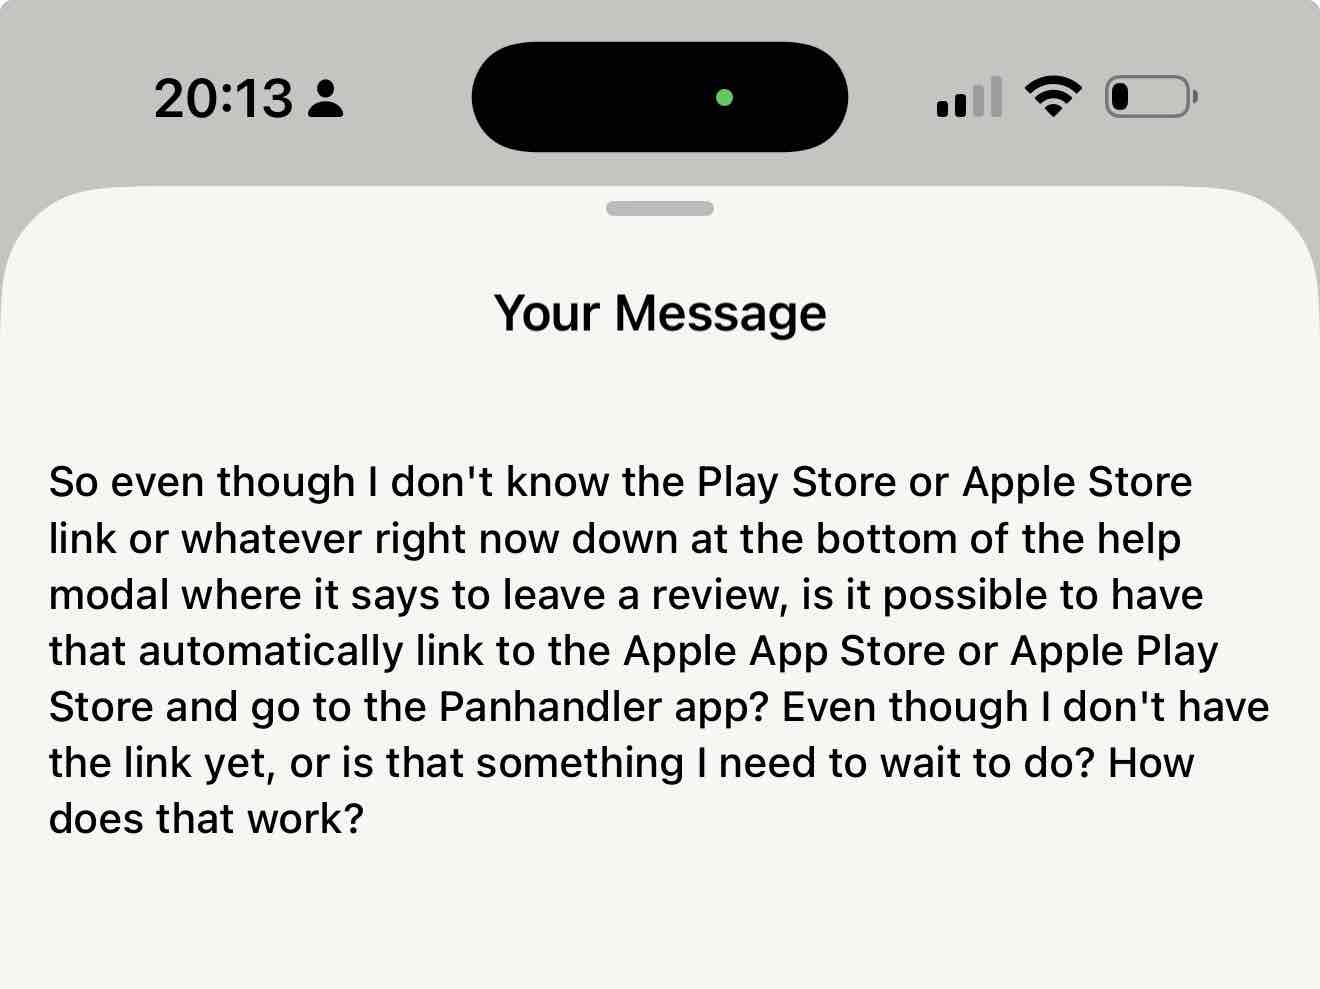 20:13
Your Message
So even though I don't know the Play Store or Apple Store
link or whatever right now down at the bottom of the help
modal where it says to leave a review, is it possible to have
that automatically link to the Apple App Store or Apple Play
Store and go to the Panhandler app? Even though I don't have
the link yet, or is that something I need to wait to do? How
does that work?